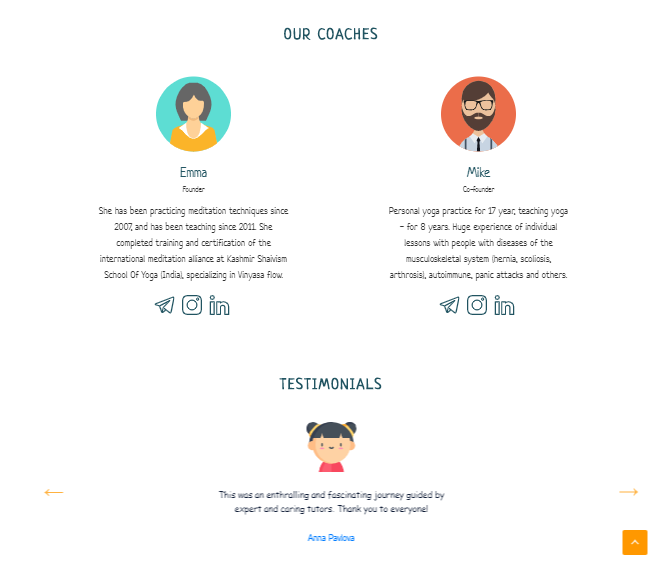 OUR COACHES
Emma
Founder
She has been practicing meditation techniques since
2007, and has been teaching since 2011. She
completed training and certification of the
international meditation alliance at Kashmir Shaivism
School Of Yoga (India), specializing in Vinyasa flow.
Mike
Co-founder
Personal yoga practice for 17 year, teaching yoga
- for 8 years. Huge experience of individual
lessons with people with diseases of the
musculoskeletal system (hernia, scoliosis,
arthrosis), autoimmune, panic attacks and others.
TESTIMONIALS
This was an enthralling and fascinating journey guided by
expert and caring tutors. Thank you to everyone!
Anna Pavlova